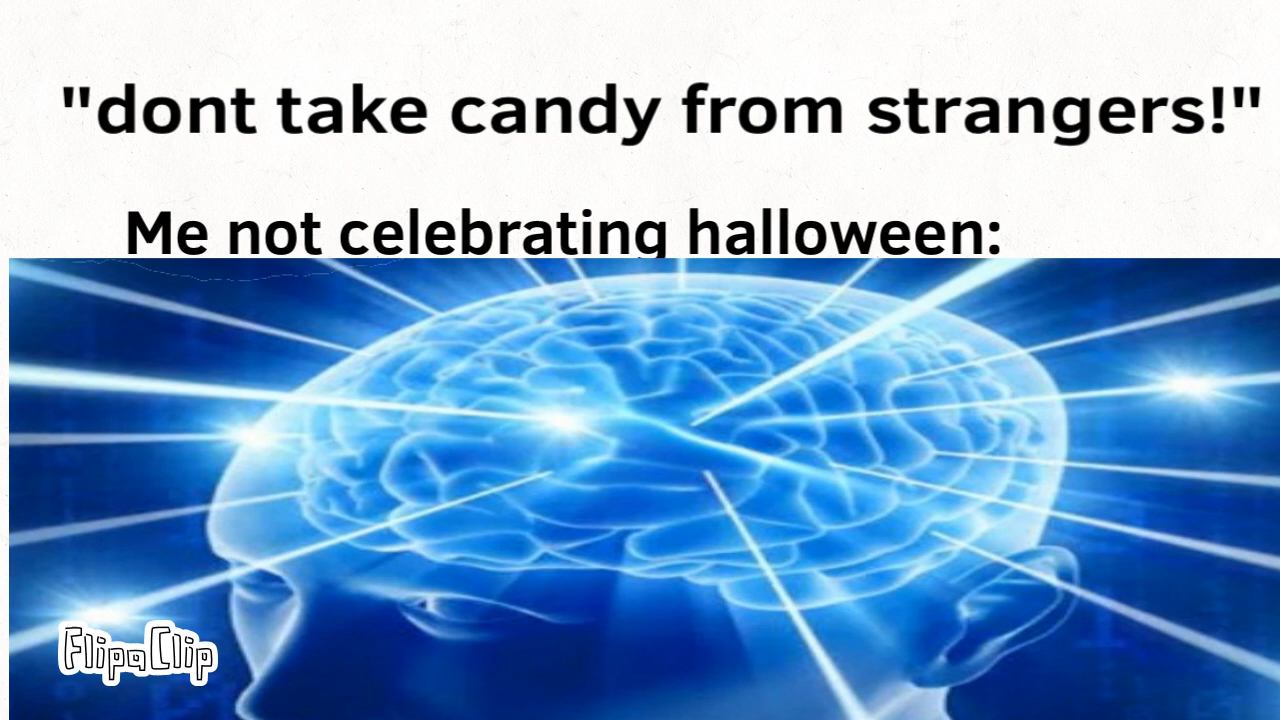 "dont take candy from strangers!"
Me not celebrating halloween:
FlipaClip